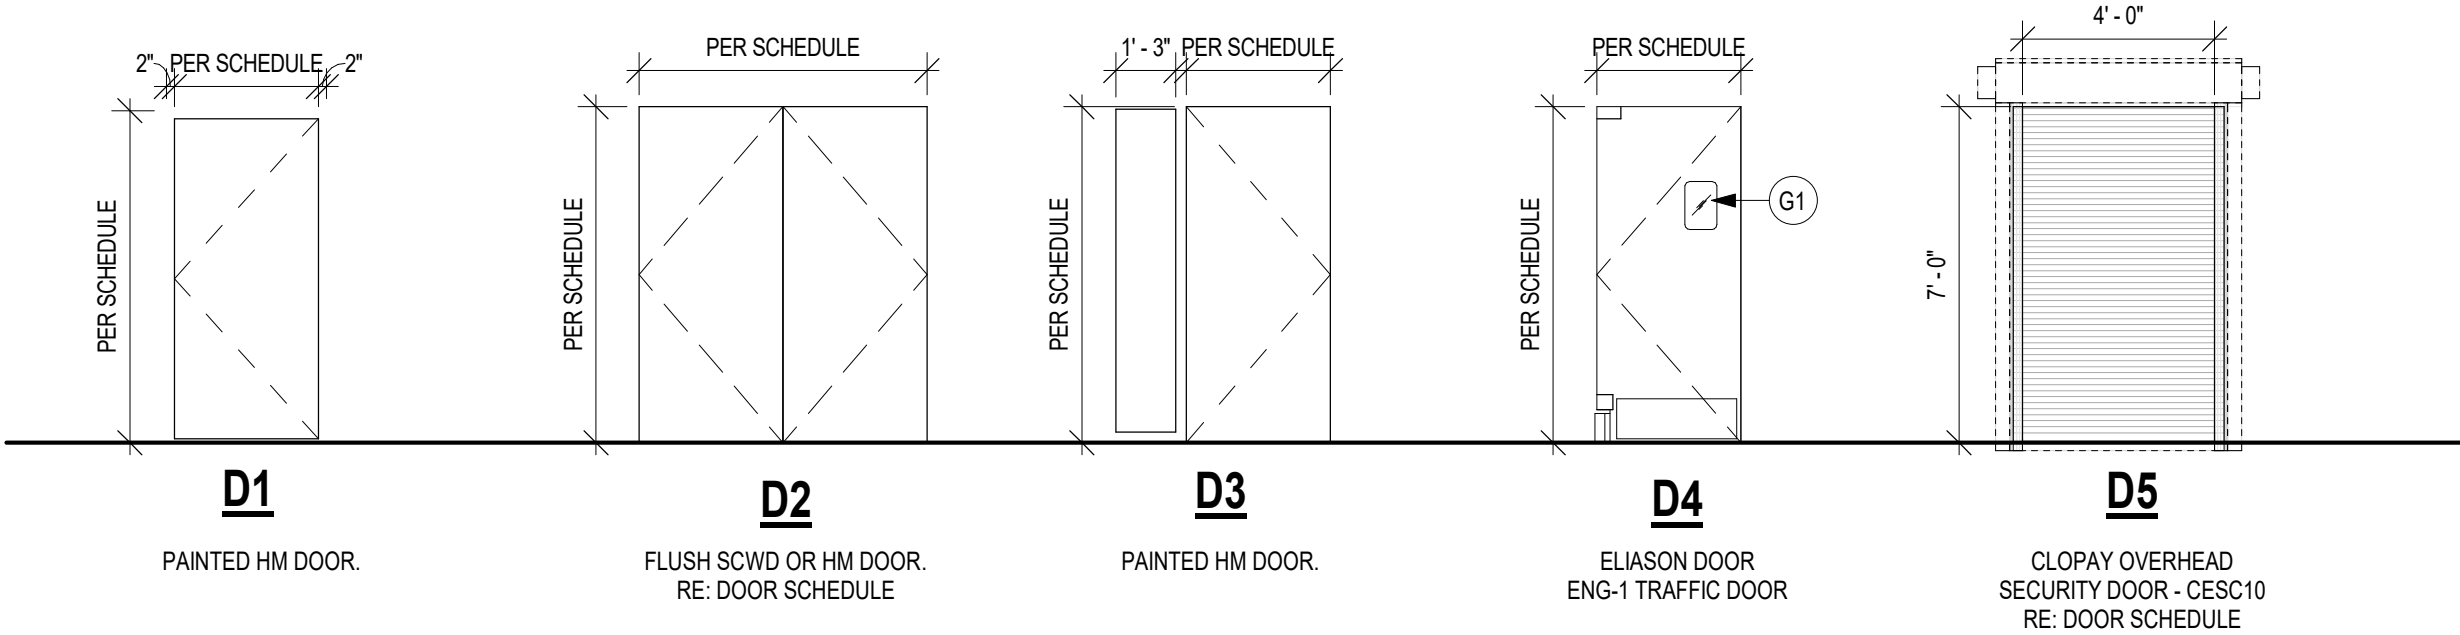 2" PER SCHEDULE 2"
PER SCHEDULE
D1
PAINTED HM DOOR.
PER SCHEDULE
PER SCHEDULE
D2
FLUSH SCWD OR HM DOOR.
RE: DOOR SCHEDULE
1' - 3" PER SCHEDULE
PER SCHEDULE
D3
PAINTED HM DOOR.
PER SCHEDULE
PER SCHEDULE
G1
D4
ELIASON DOOR
ENG-1 TRAFFIC DOOR
4' - 0"
7' - 0"
D5
CLOPAY OVERHEAD
SECURITY DOOR - CESC10
RE: DOOR SCHEDULE